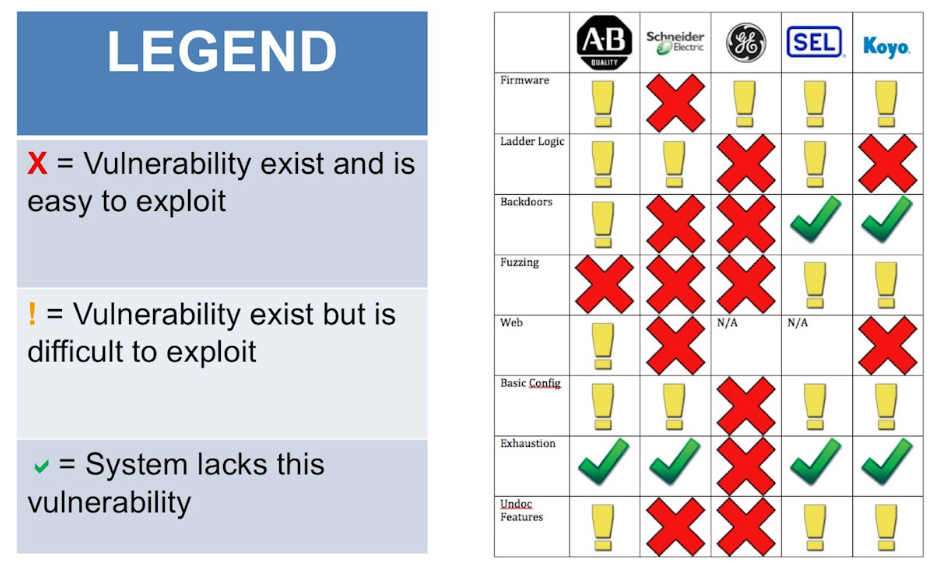 LEGEND
X = Vulnerability exist and is
easy to exploit
! = Vulnerability exist but is
difficult to exploit
✓ = System lacks this
vulnerability
A-B
QUALITY
Schneider
Electric
GE
SEL
Koyo
Firmware
Ladder Logic
Backdoors
Fuzzing
Web
N/A
N/A
Basic Config
Exhaustion
Undoc
Features